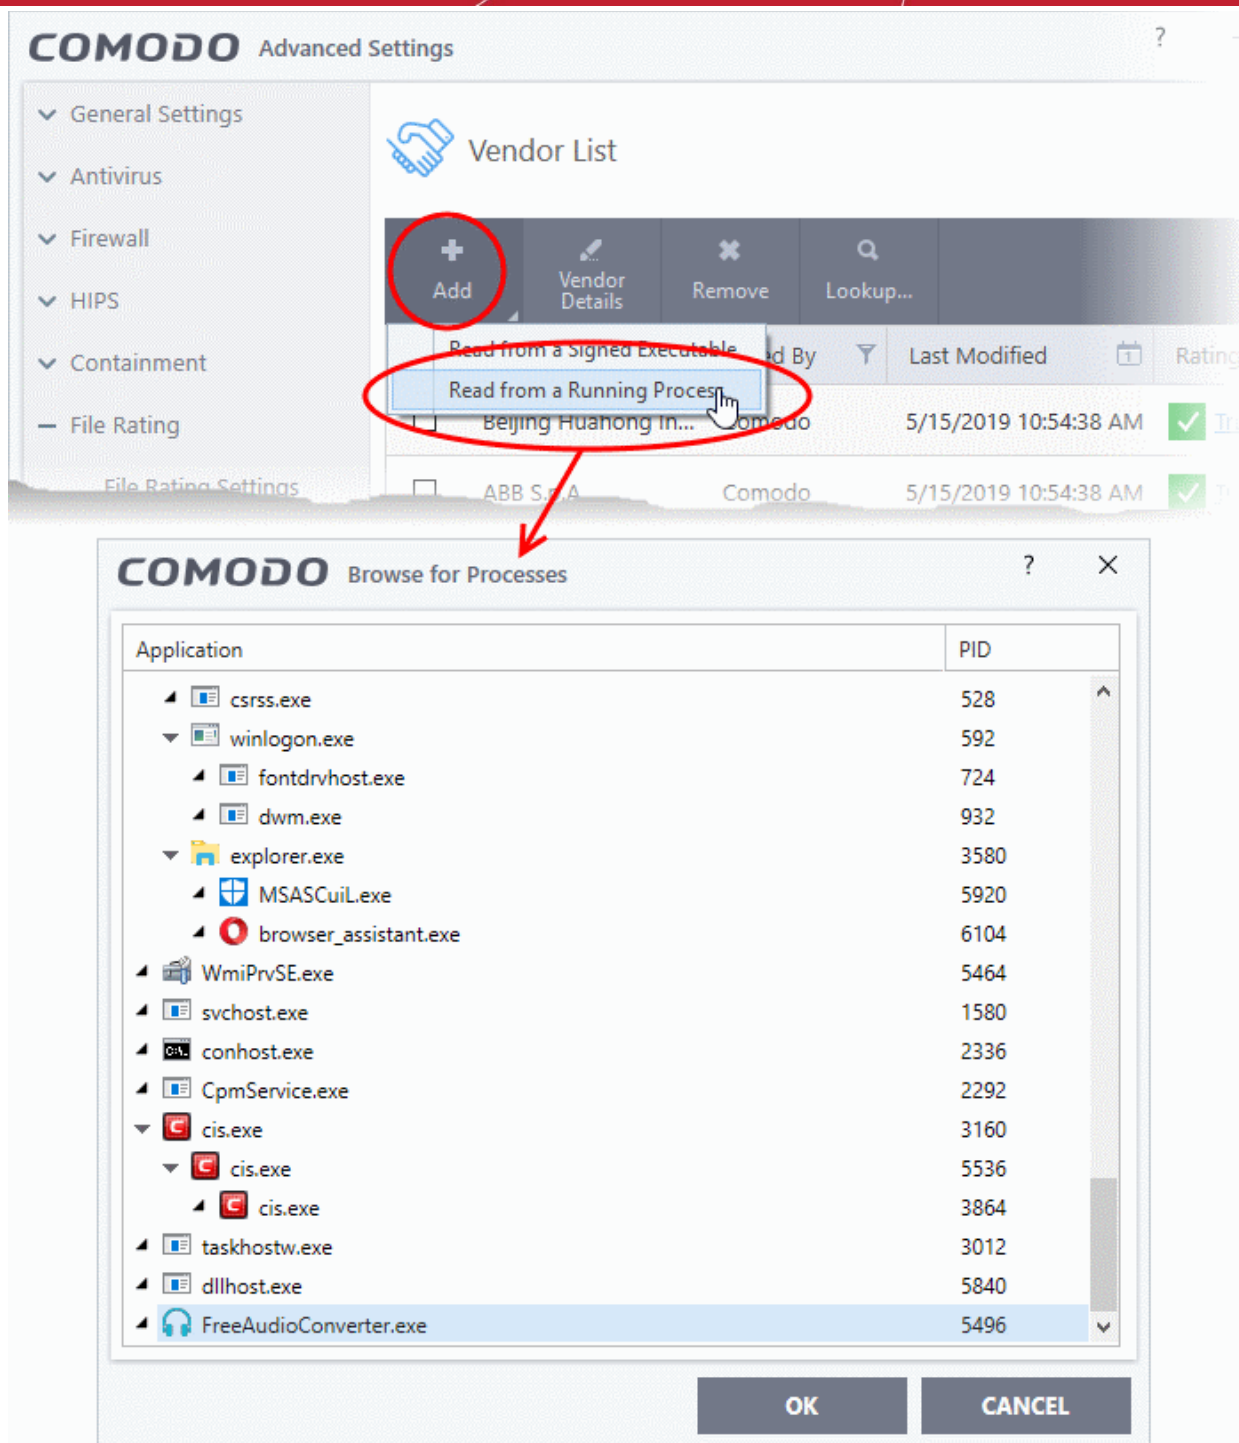 COMODO Advanced Settings ?
General Settings
Vendor List
Antivirus
Firewall
Add Vendor Details Remove Lookup...
HIPS
Read from a Signed Executable ed By Last Modified 1 Rating
Containment
Read from a Running Process
File Rating
Beijing Huahong In... Comodo 5/15/2019 10:54:38 AM Tr
File Rating Settings
ABB S.p.A Comodo 5/15/2019 10:54:38 AM
COMODO Browse for Processes ?
Application PID
csrss.exe 528
winlogon.exe 592
fontdrvhost.exe 724
dwm.exe 932
explorer.exe 3580
MSASCuiL.exe 5920
browser_assistant.exe 6104
WmiPrvSE.exe 5464
svchost.exe 1580
C:\. conhost.exe 2336
CpmService.exe 2292
C cis.exe 3160
C cis.exe 5536
C cis.exe 3864
taskhostw.exe 3012
dllhost.exe 5840
FreeAudioConverter.exe 5496
OK CANCEL